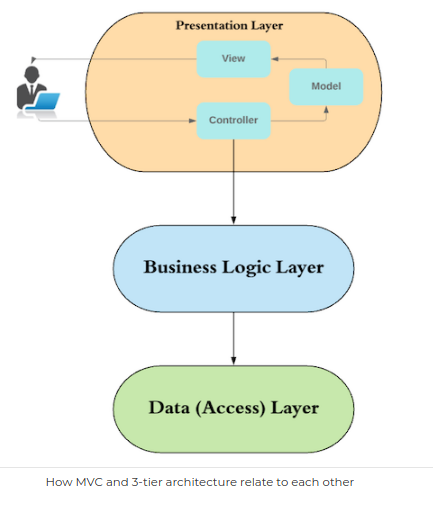 Presentation Layer
View
Model
Controller
Business Logic Layer
Data (Access) Layer
How MVC and 3-tier architecture relate to each other